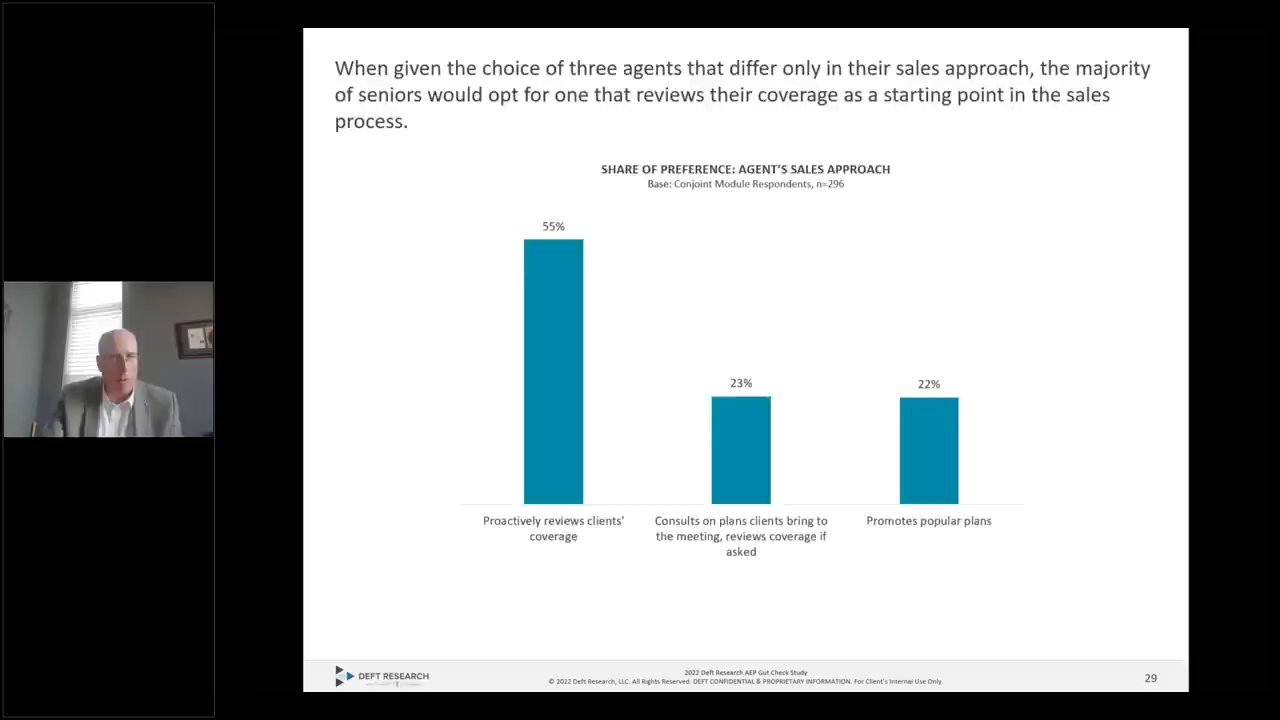 When given the choice of three agents that differ only in their sales approach, the majority
of seniors would opt for one that reviews their coverage as a starting point in the sales
process.
SHARE OF PREFERENCE: AGENT'S SALES APPROACH
Base: Conjoint Module Respondents, n=296
55%
23%
22%
Proactively reviews clients'
coverage
Consults on plans clients bring to
the meeting, reviews coverage if
asked
Promotes popular plans
DEFT RESEARCH
2022 Deft Research AEP Gut Check Study
© 2022 Deft Research, LLC. All Rights Reserved. DEFT CONFIDENTIAL & PROPRIETARY INFORMATION. For Client's Internal Use Only.
29